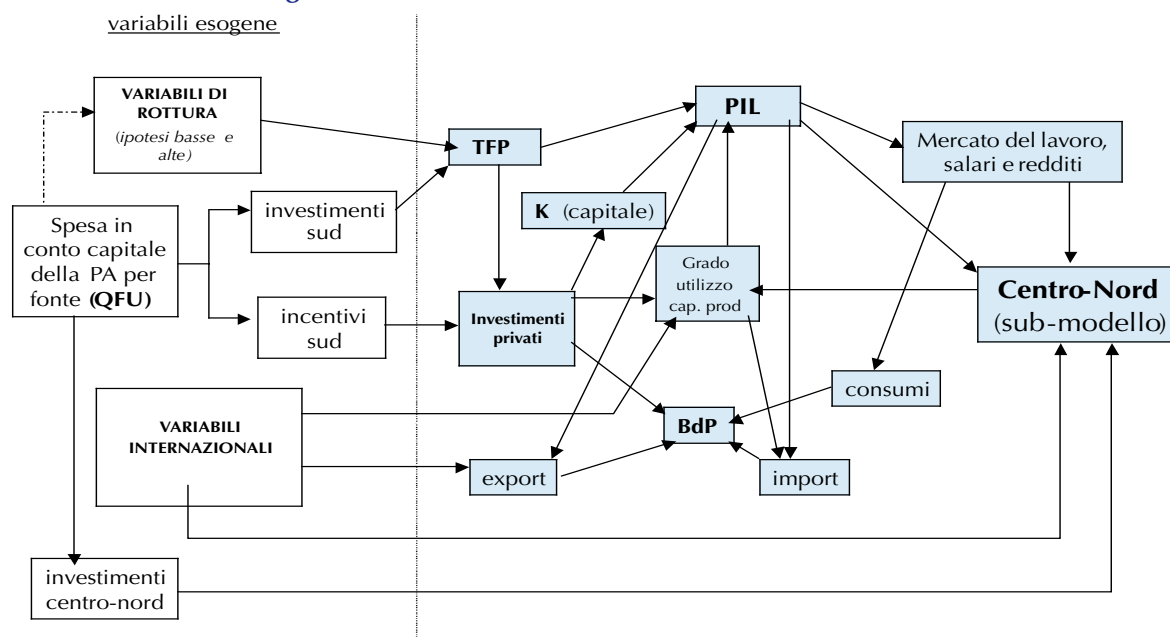 variabili esogene
VARIABILI DI
ROTTURA
(ipotesi basse e
alte)
PIL
Mercato del lavoro,
salari e redditi
TFP
K (capitale)
investimenti
sud
Spesa in
conto capitale
della PA per
fonte (QFU)
Grado
utilizzo
cap. prod
Centro-Nord
(sub-modello)
incentivi
sud
Investimenti
privati
consumi
VARIABILI
INTERNAZIONALI
BdP
export
import
investimenti
centro-nord